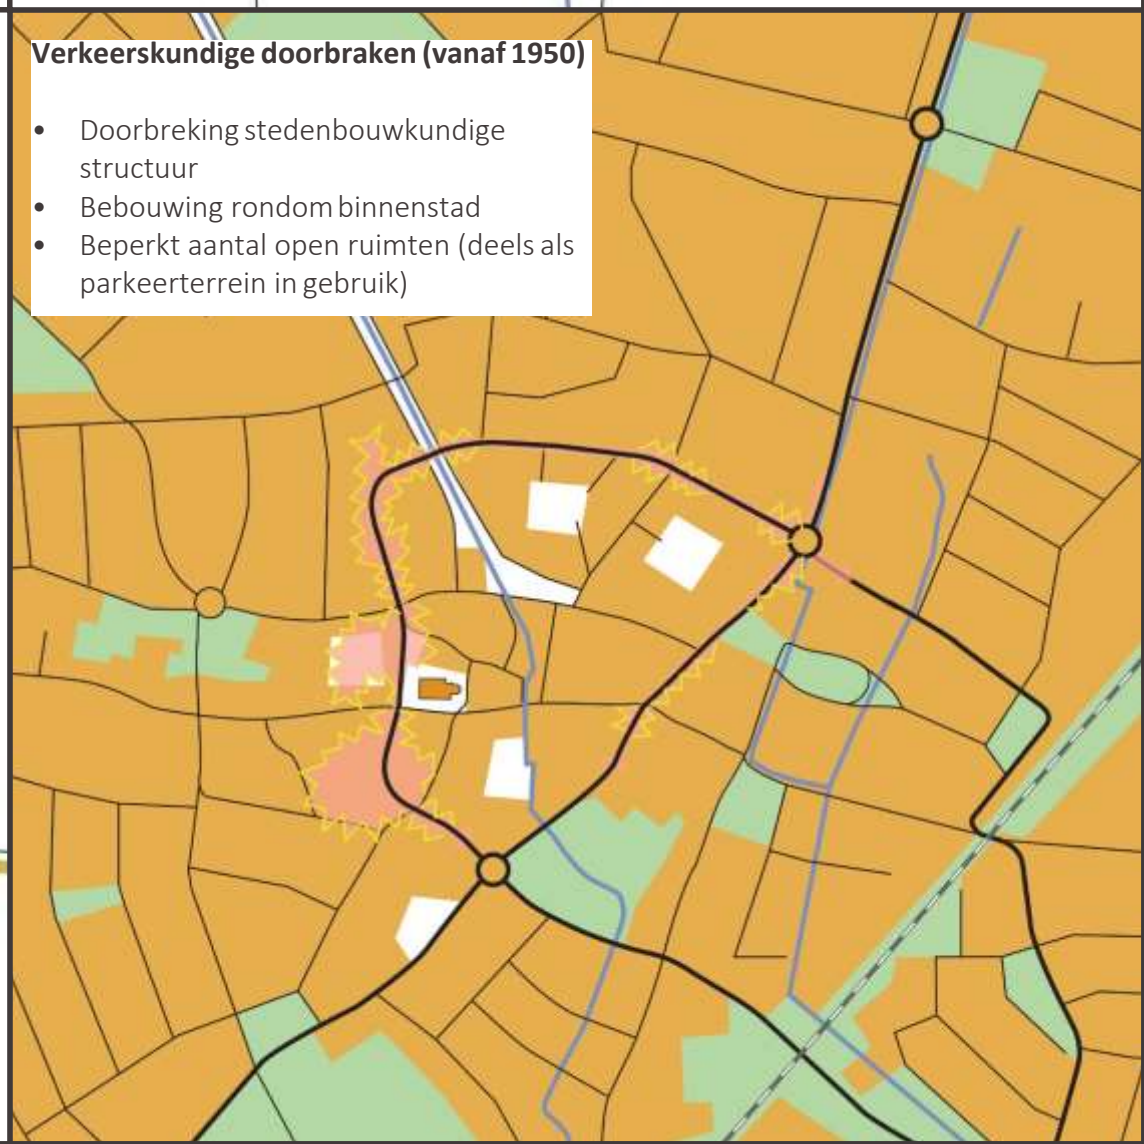 Verkeerskundige doorbraken (vanaf 1950)
• Doorbreking stedenbouwkundige
structuur
• Bebouwing rondom binnenstad
• Beperkt aantal open ruimten (deels als
parkeerterrein in gebruik)